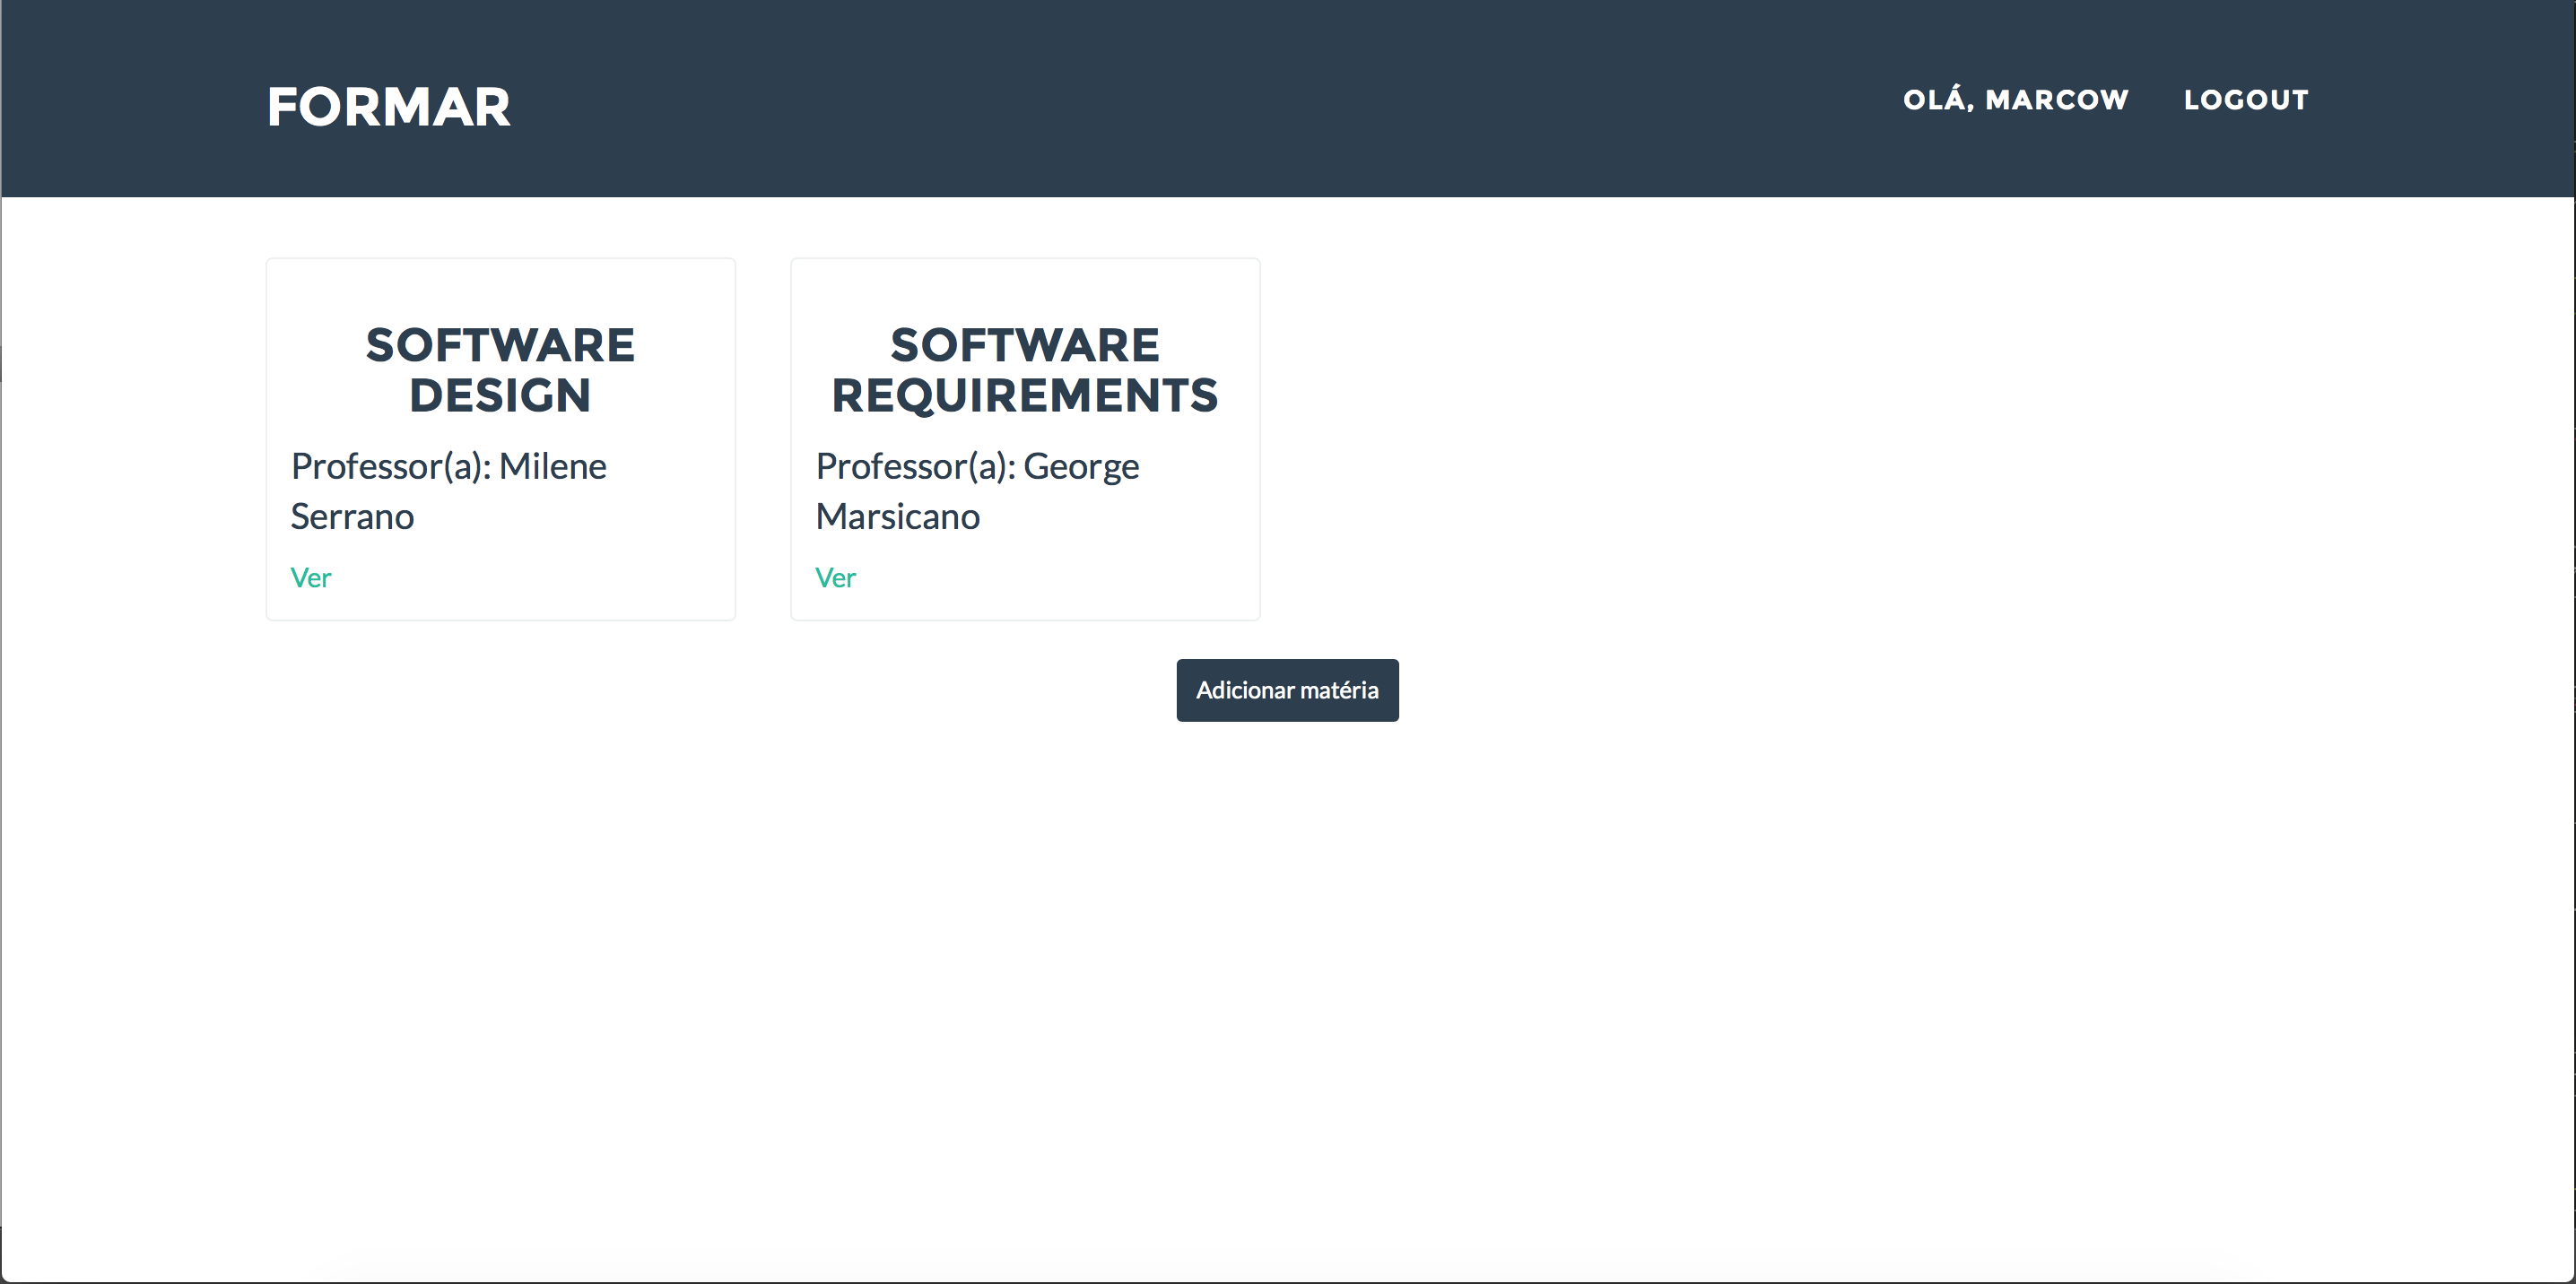 FORMAR
OLÁ, MARCOW
LOGOUT
SOFTWARE
DESIGN
Professor(a): Milene
Serrano
Ver
SOFTWARE
REQUIREMENTS
Professor(a): George
Marsicano
Ver
Adicionar matéria